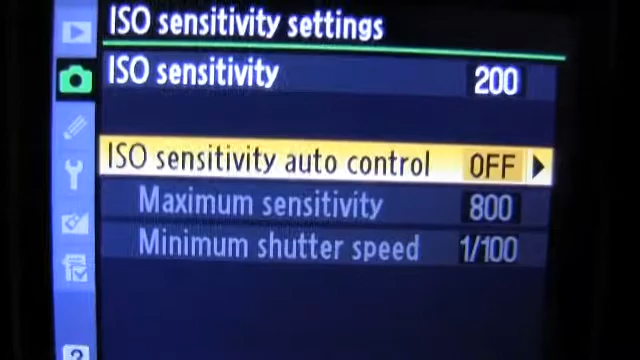 ISO sensitivity settings
ISO sensitivity 200
ISO sensitivity auto control OFF
Maximum sensitivity 800
Minimum shutter speed 1/100
?